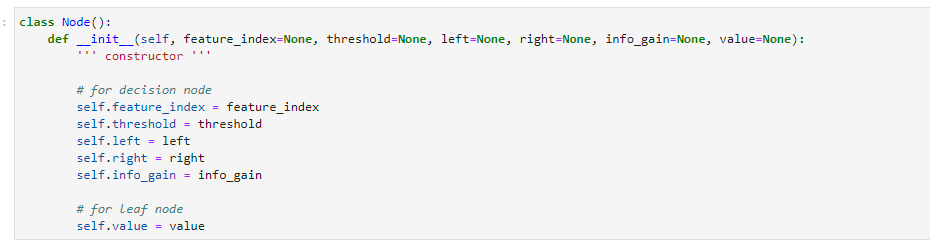 :
class Node():
    def __init__(self, feature_index=None, threshold=None, left=None, right=None, info_gain=None, value=None):
        ''' constructor '''
        # for decision node
        self.feature_index = feature_index
        self.threshold = threshold
        self.left = left
        self.right = right
        self.info_gain = info_gain
        # for leaf node
        self.value = value